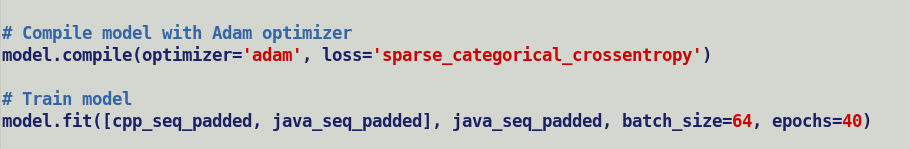 # Compile model with Adam optimizer
model.compile(optimizer='adam', loss='sparse_categorical_crossentropy')
# Train model
model.fit([cpp_seq_padded, java_seq_padded], java_seq_padded, batch_size=64, epochs=40)